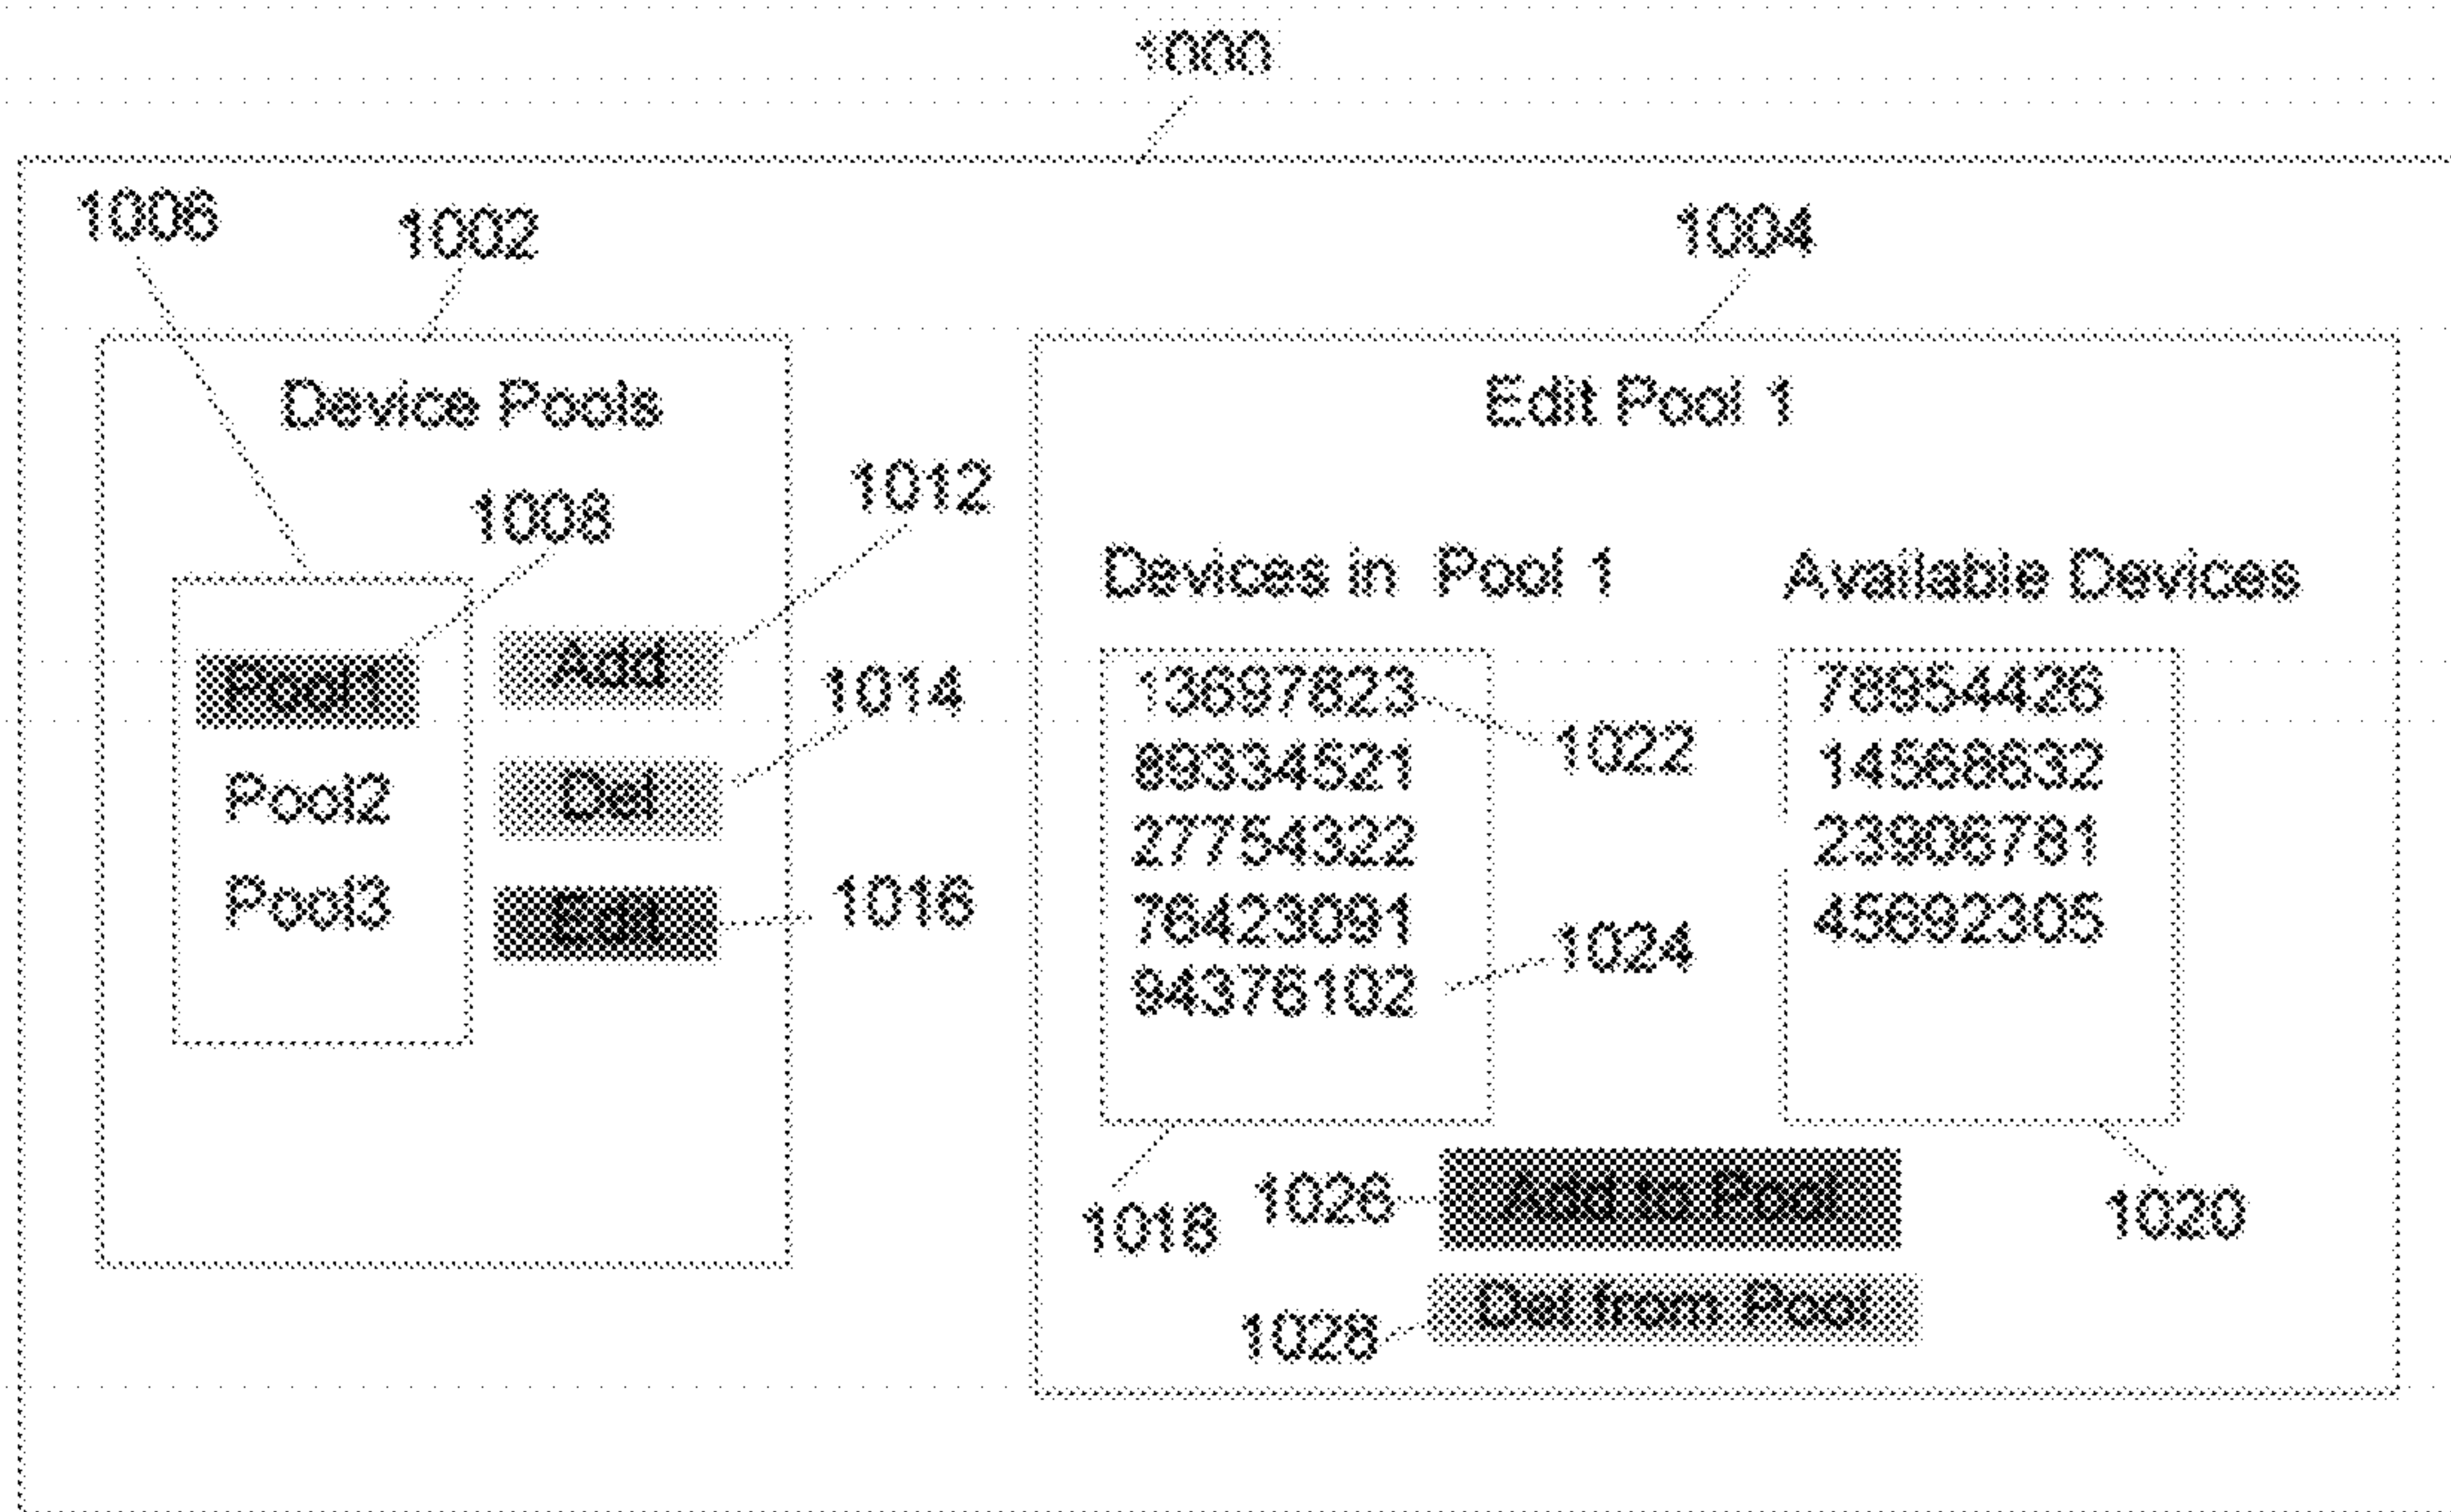 1000
1006
1002
1004
Device Pools
1008
1012
Pool1
Pool2
Pool3
Add
Del
Edit
1014
1016
Edit Pool 1
Devices in Pool 1
13697823
89334521
27754322
76423091
94376102
1022
1024
Available Devices
78954426
14568632
23906781
45692305
1018
1026
Add to Pool
1020
1028
Del from Pool